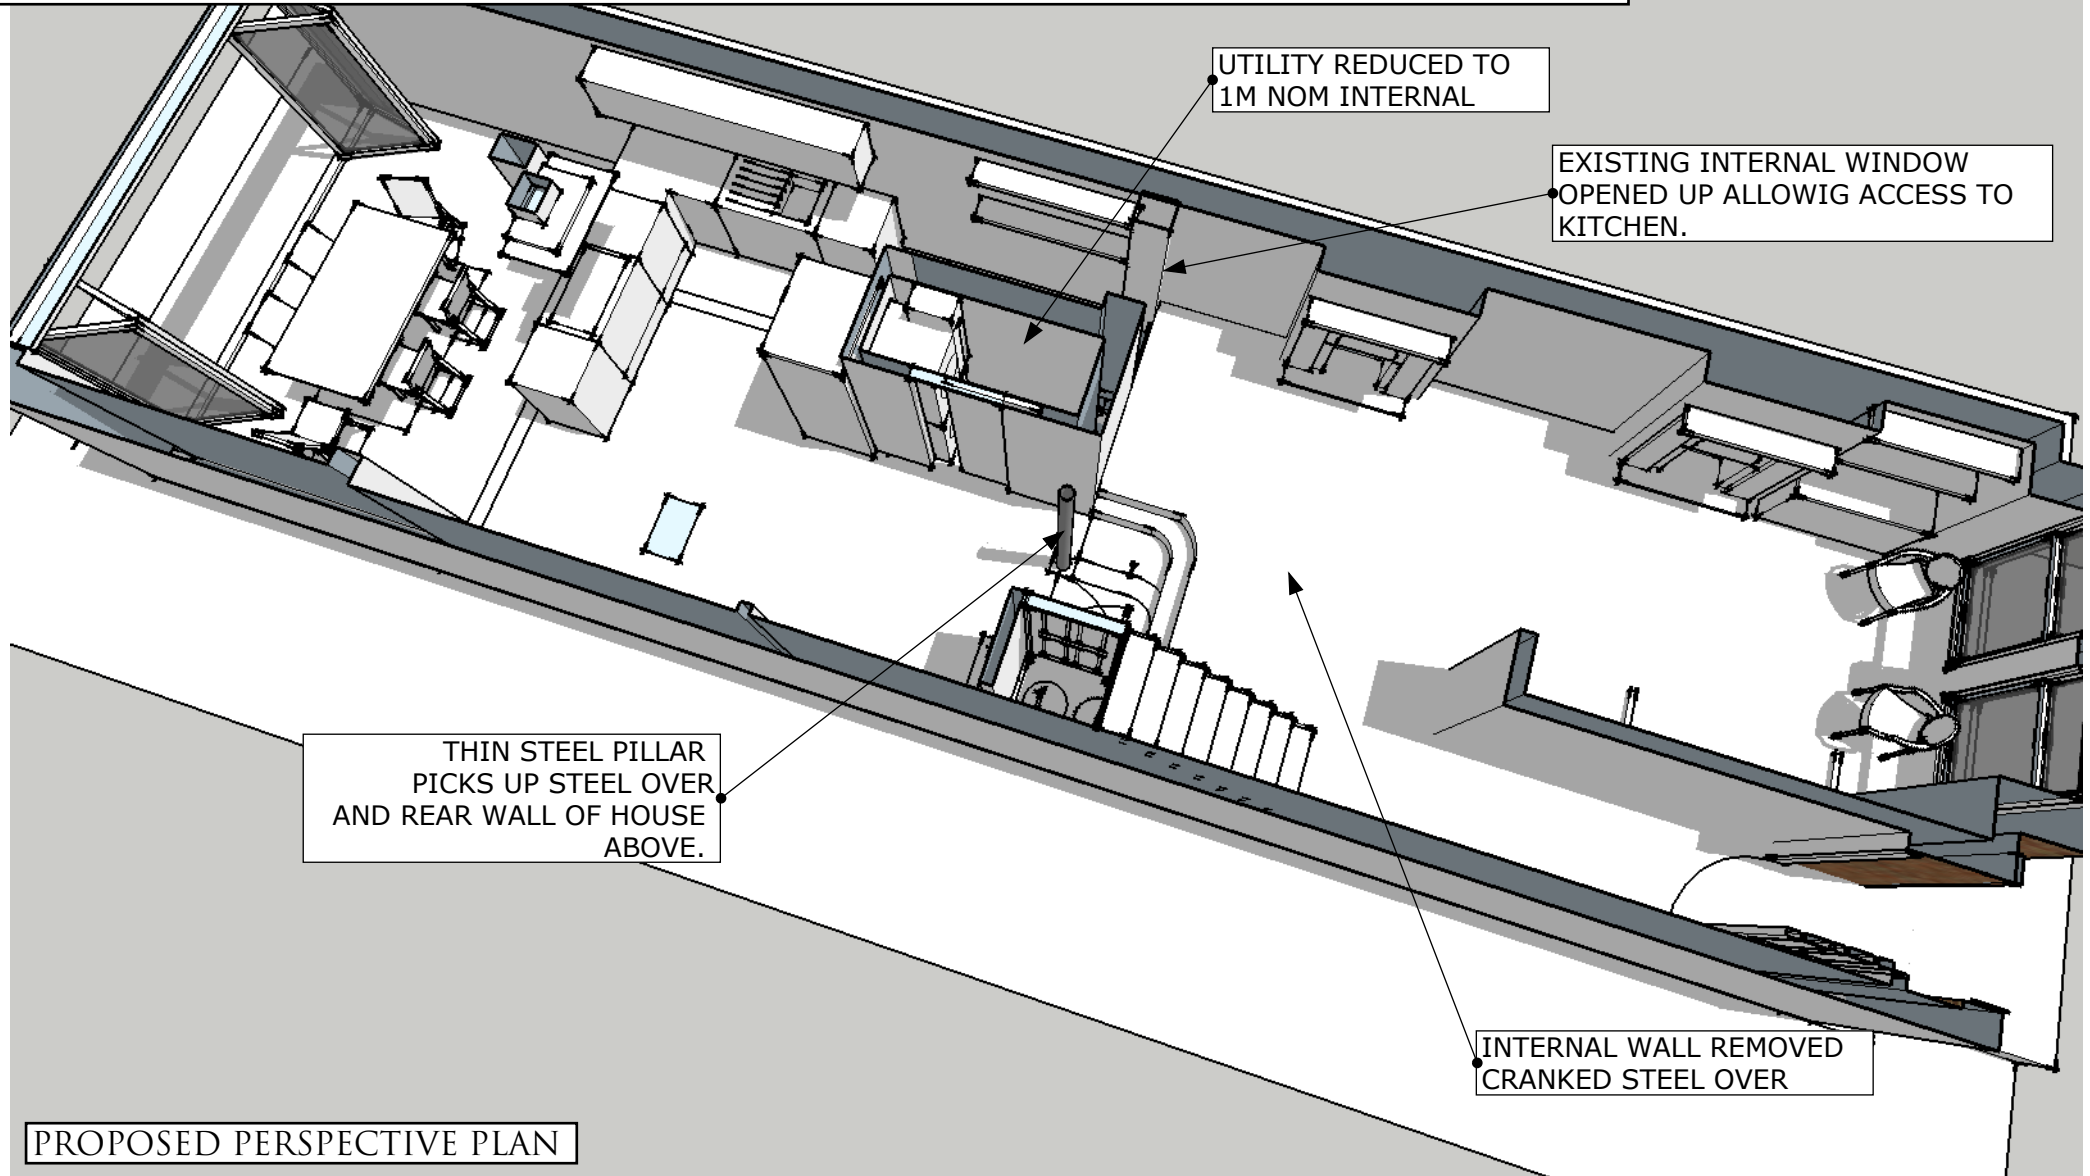 UTILITY REDUCED TO
1M NOM INTERNAL
EXISTING INTERNAL WINDOW
OPENED UP ALLOWIG ACCESS TO
KITCHEN.
THIN STEEL PILLAR
PICKS UP STEEL OVER
AND REAR WALL OF HOUSE
ABOVE.
INTERNAL WALL REMOVED
CRANKED STEEL OVER
PROPOSED PERSPECTIVE PLAN